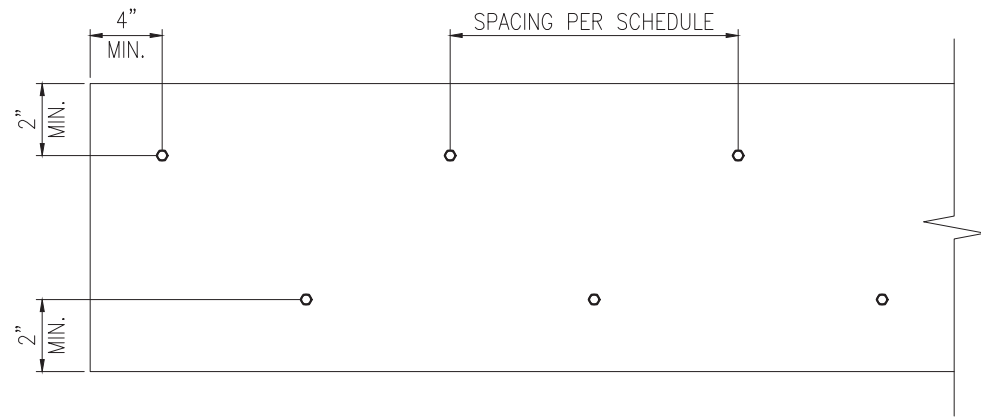 4"
MIN.
SPACING PER SCHEDULE
2"
MIN.
2"
MIN.